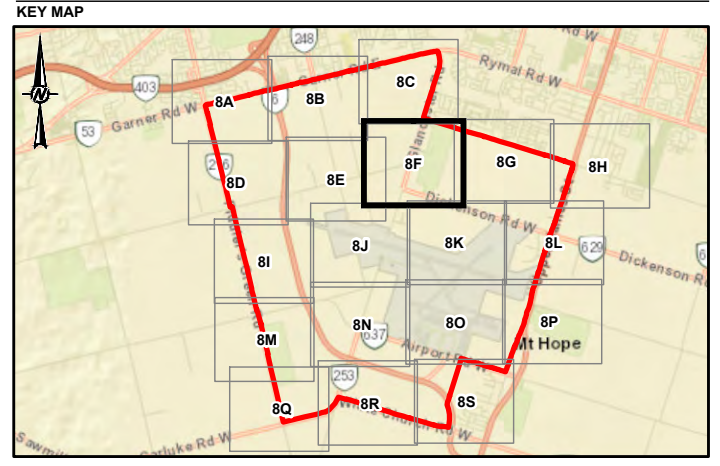 KEY MAP
248
8C
Rymal Rd W
403
8A
6
8B
N
53
Garner Rd W
8F
8G
8H
8D
8E
Dickenson Rd W
8I
8J
8K
8L
629
Dickenson Rd
8M
8N
637
8O
8P
Airport Rd W
Mt Hope
253
8Q
8R
8S
Carluke Rd W